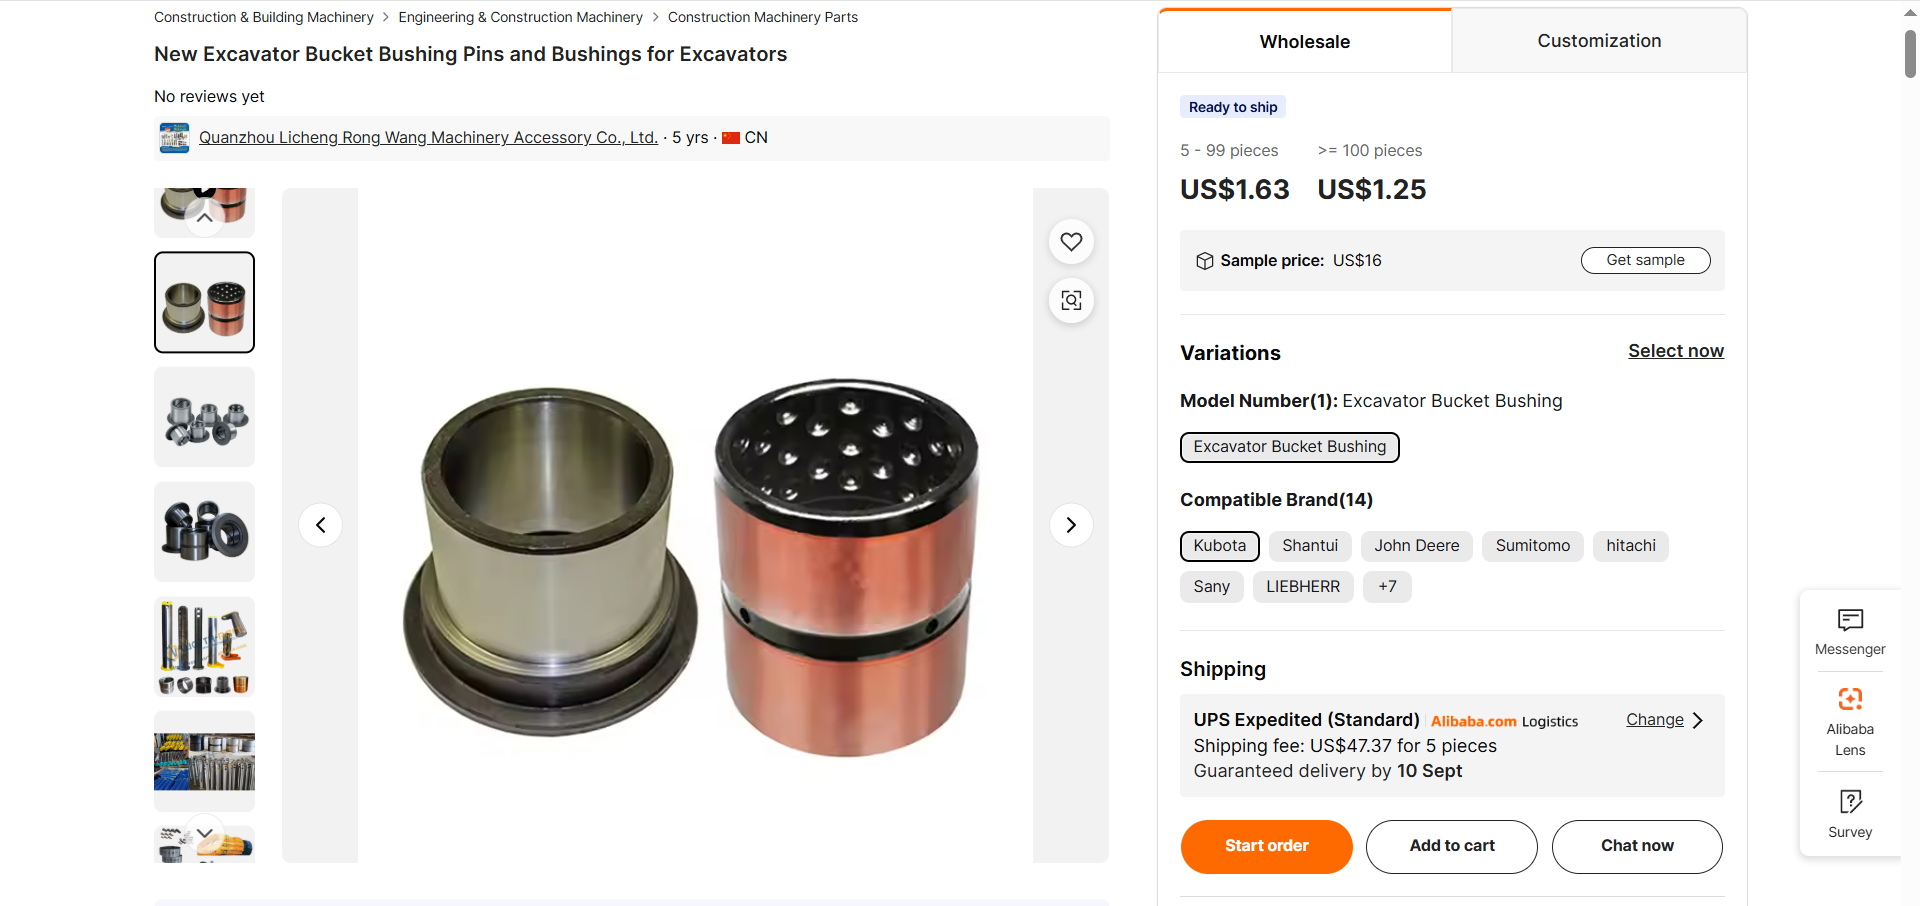 Construction & Building Machinery > Engineering & Construction Machinery > Construction Machinery Parts
New Excavator Bucket Bushing Pins and Bushings for Excavators
No reviews yet
Quanzhou Licheng Rong Wang Machinery Accessory Co., Ltd. · 5 yrs · CN
Wholesale
Customization
Ready to ship
5 - 99 pieces
>= 100 pieces
US$1.63
US$1.25
Sample price: US$16
Get sample
Variations
Select now
Model Number(1): Excavator Bucket Bushing
Excavator Bucket Bushing
Compatible Brand(14)
Kubota
Shantui
John Deere
Sumitomo
hitachi
Sany
LIEBHERR
+7
Shipping
UPS Expedited (Standard)
Alibaba.com Logistics
Change
Shipping fee: US$47.37 for 5 pieces
Guaranteed delivery by 10 Sept
Start order
Add to cart
Chat now
Messenger
Alibaba
Lens
Survey